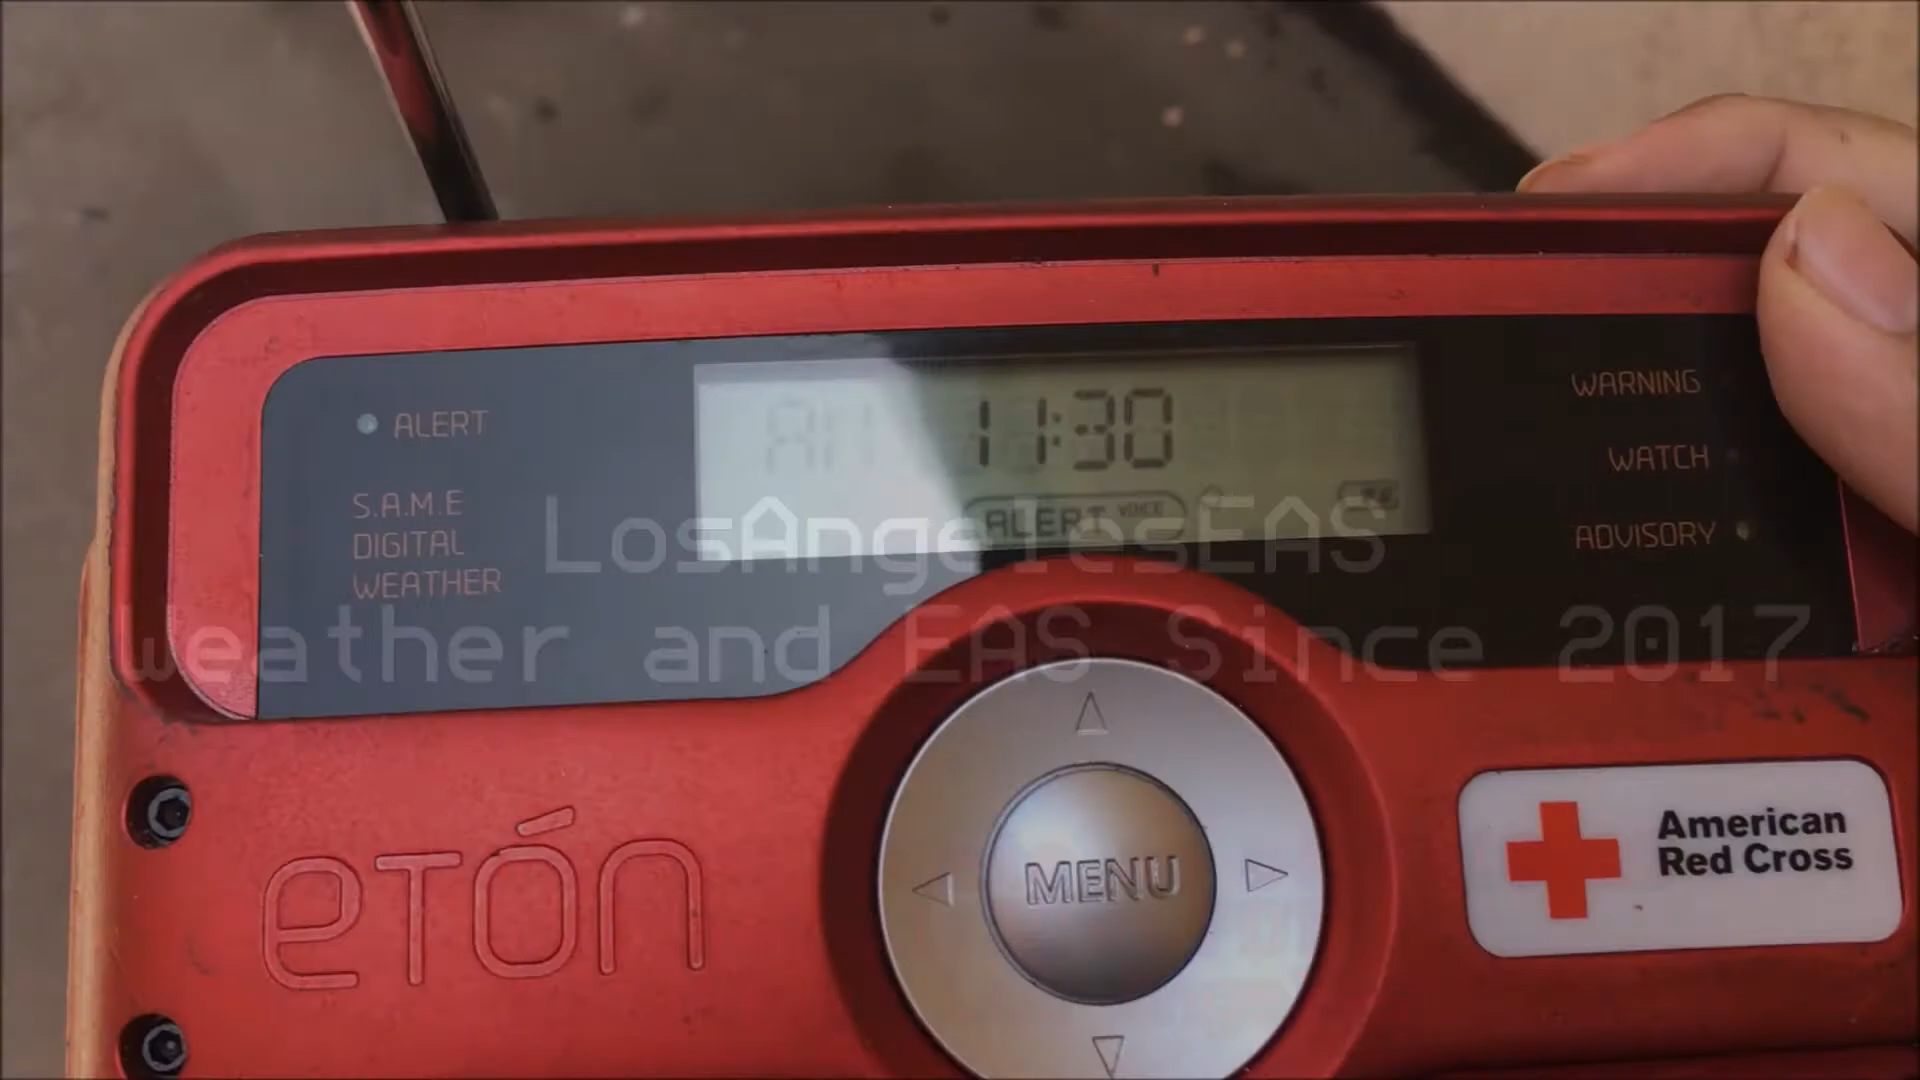 ALERT
S.A.M.E
DIGITAL
WEATHER
AM 11:30
ALERT VOICE
WARNING
WATCH
ADVISORY
LosAngelesEAS
Weather and EAS Since 2017
etón
MENU
American
Red Cross